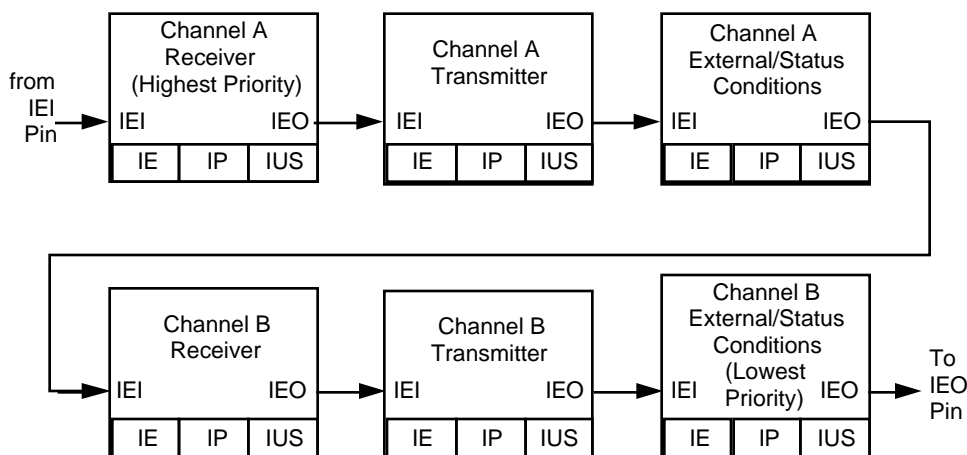 from
IEI
Pin
Channel A
Receiver
(Highest Priority)
IEI IEO
IE IP IUS
Channel A
Transmitter
IEI IEO
IE IP IUS
Channel A
External/Status
Conditions
IEI IEO
IE IP IUS
Channel B
Receiver
IEI IEO
IE IP IUS
Channel B
Transmitter
IEI IEO
IE IP IUS
Channel B
External/Status
Conditions
(Lowest
Priority)
IEI IEO
IE IP IUS
To
IEO
Pin